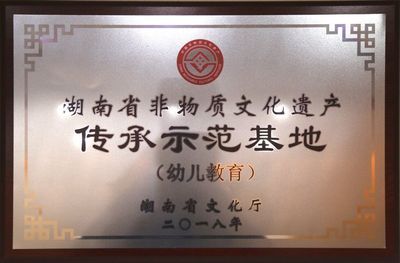 湖南省非物质文化遗产
传承示范基地
（幼儿教育）
湖南省文化厅
二〇一八年